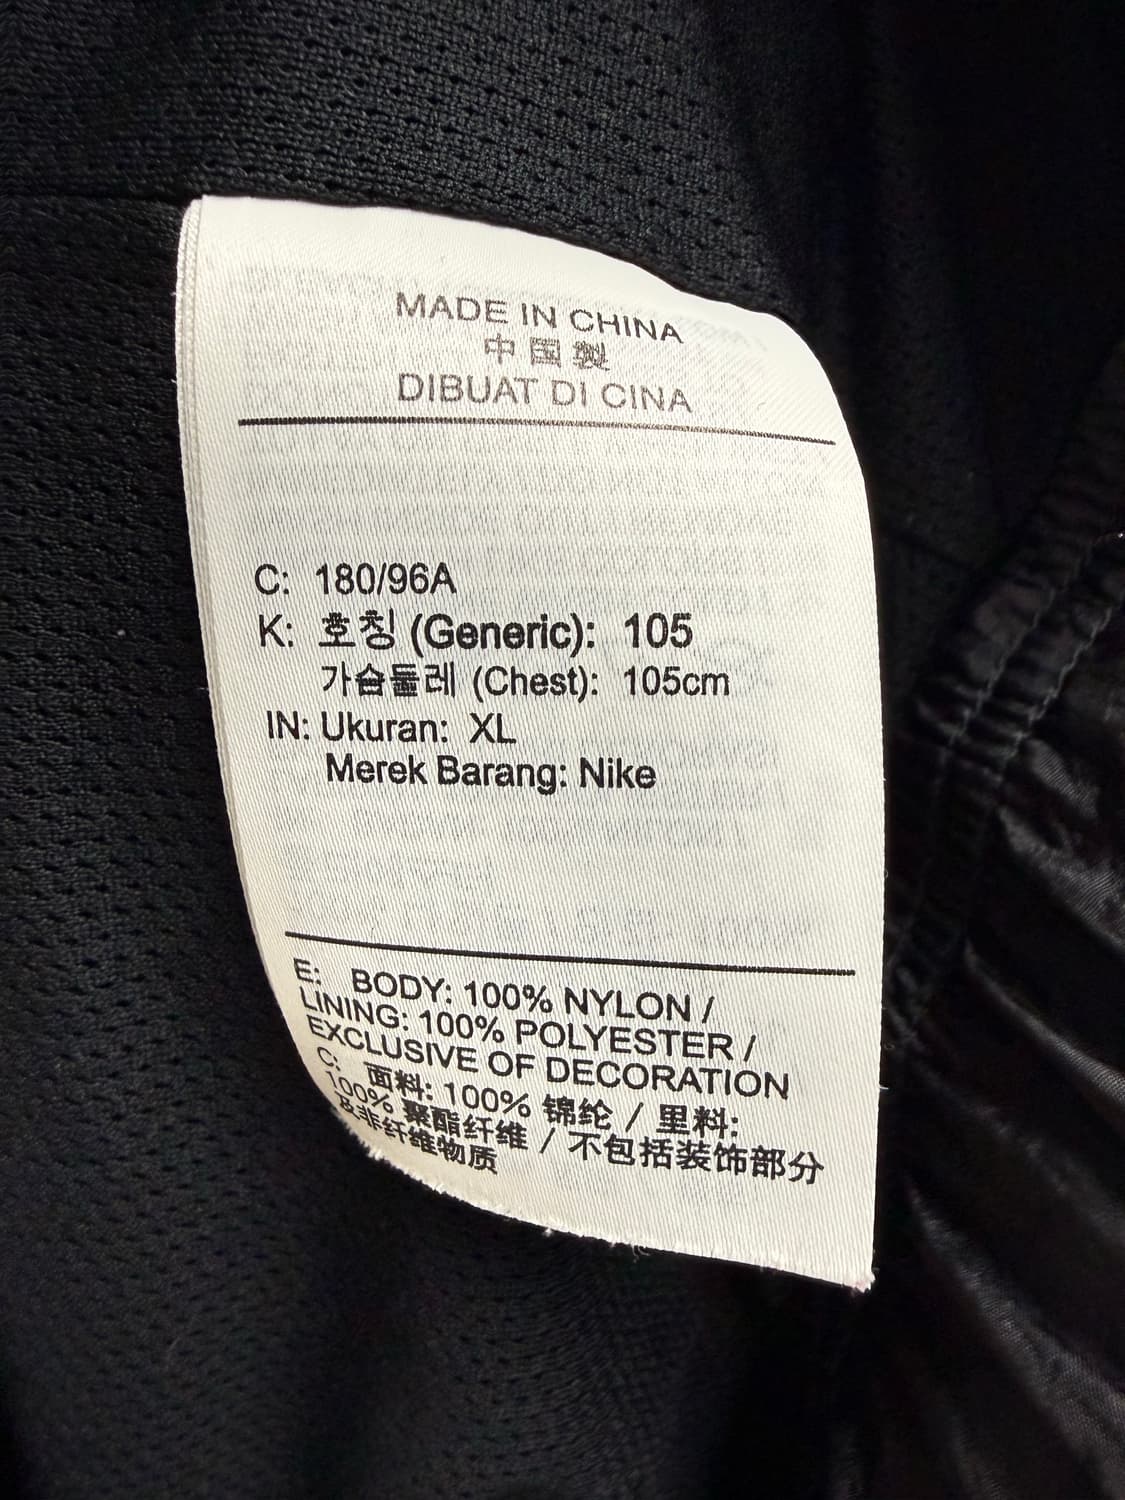 MADE IN CHINA
中国製
DIBUAT DI CINA
C: 180/96A
K: 호칭 (Generic): 105
가슴둘레 (Chest): 105cm
IN: Ukuran: XL
Merek Barang: Nike
E: BODY: 100% NYLON /
LINING: 100% POLYESTER /
EXCLUSIVE OF DECORATION
C: 面料: 100% 锦纶 / 里料:
100% 聚酯纤维 / 不包括装饰部分
&非纤维物质